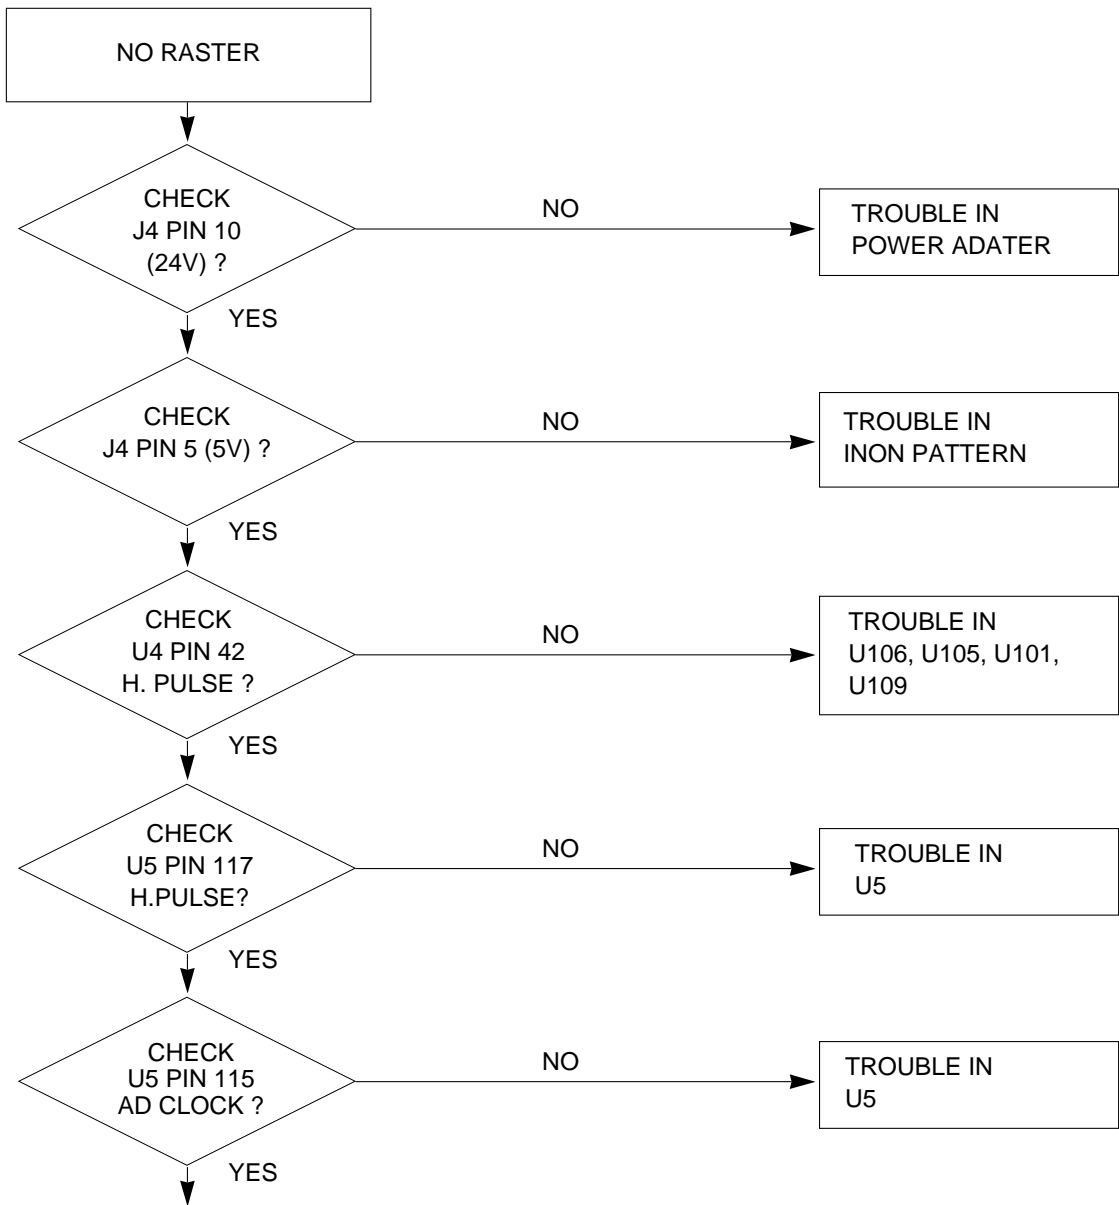 NO RASTER
CHECK
J4 PIN 10
(24V) ?
NO
TROUBLE IN
POWER ADATER
YES
CHECK
J4 PIN 5 (5V) ?
NO
TROUBLE IN
INON PATTERN
YES
CHECK
U4 PIN 42
H. PULSE ?
NO
TROUBLE IN
U106, U105, U101,
U109
YES
CHECK
U5 PIN 117
H.PULSE?
NO
TROUBLE IN
U5
YES
CHECK
U5 PIN 115
AD CLOCK ?
NO
TROUBLE IN
U5
YES